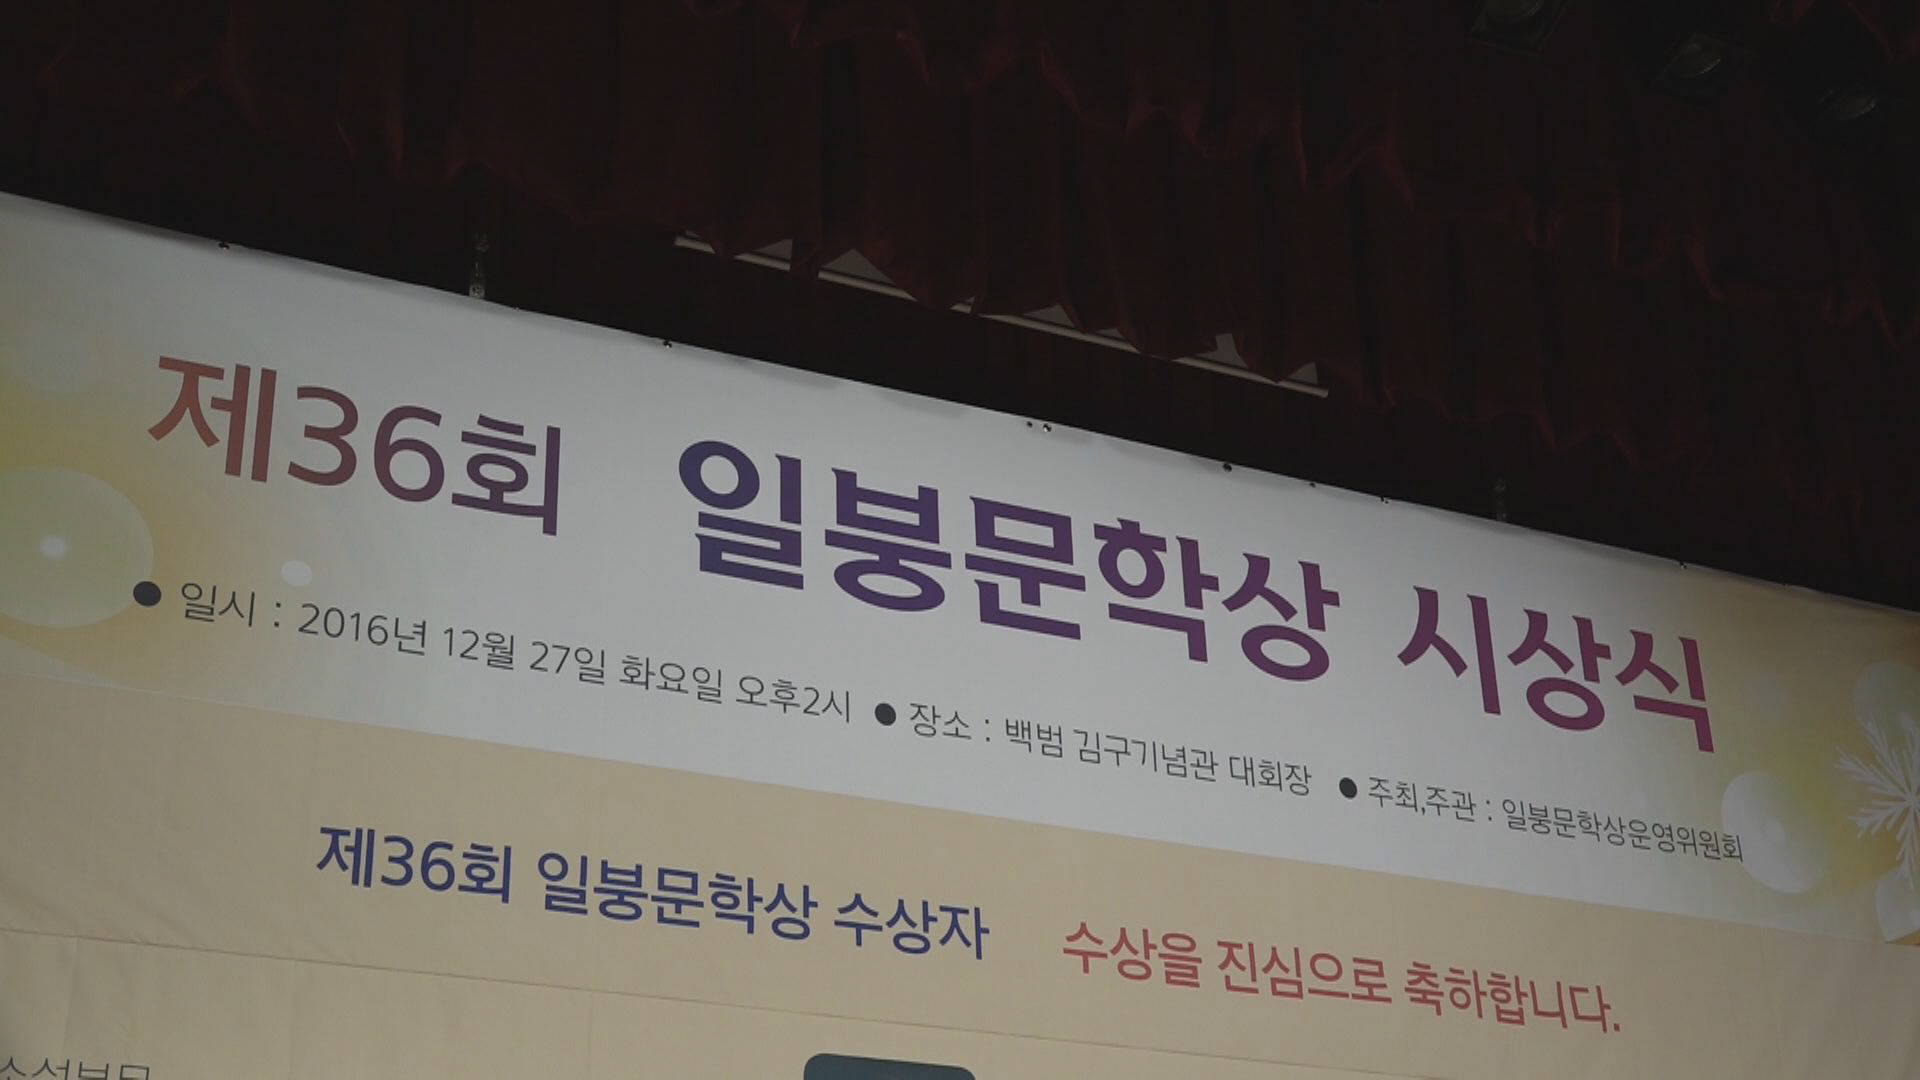 제36회 일붕문학상 시상식
● 일시 : 2016년 12월 27일 화요일 오후2시 ● 장소 : 백범 김구기념관 대회장 ● 주최,주관 : 일붕문학상운영위원회
제36회 일붕문학상 수상자 수상을 진심으로 축하합니다.